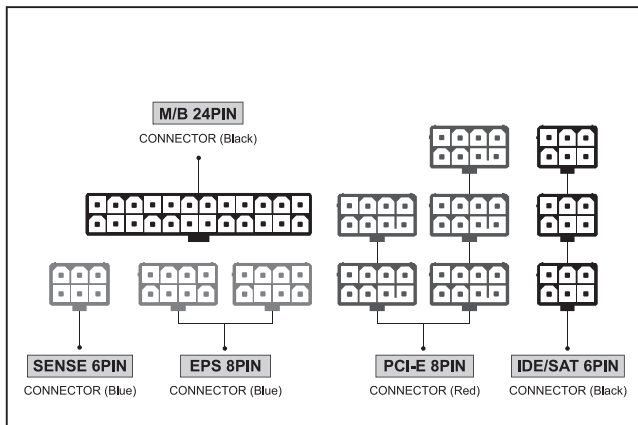 M/B 24PIN
CONNECTOR (Black)
SENSE 6PIN
CONNECTOR (Blue)
EPS 8PIN
CONNECTOR (Blue)
PCI-E 8PIN
CONNECTOR (Red)
IDE/SAT 6PIN
CONNECTOR (Black)